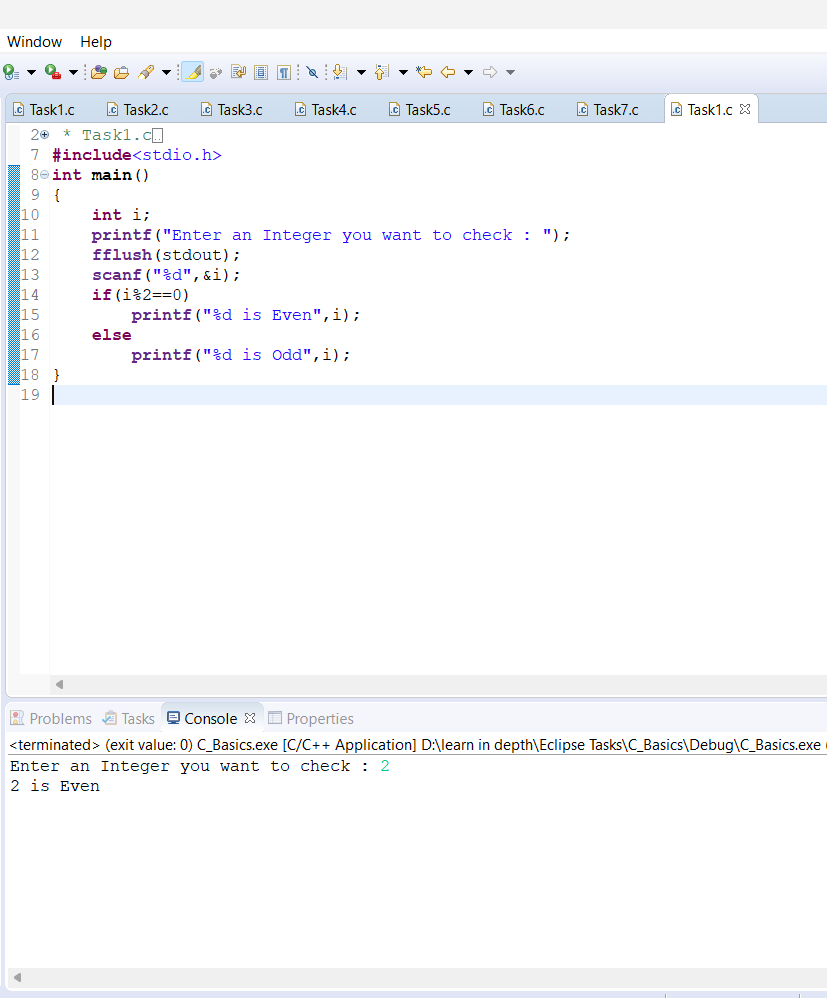 Window Help
Task1.c Task2.c Task3.c Task4.c Task5.c Task6.c Task7.c Task1.c
2 * Task1.c
7 #include<stdio.h>
8 int main()
9 {
10     int i;
11     printf("Enter an Integer you want to check : ");
12     fflush(stdout);
13     scanf("%d",&i);
14     if(i%2==0)
15         printf("%d is Even",i);
16     else
17         printf("%d is Odd",i);
18 }
19
Problems Tasks Console Properties
<terminated> (exit value: 0) C_Basics.exe [C/C++ Application] D:\learn in depth\Eclipse Tasks\C_Basics\Debug\C_Basics.exe (
Enter an Integer you want to check : 2
2 is Even